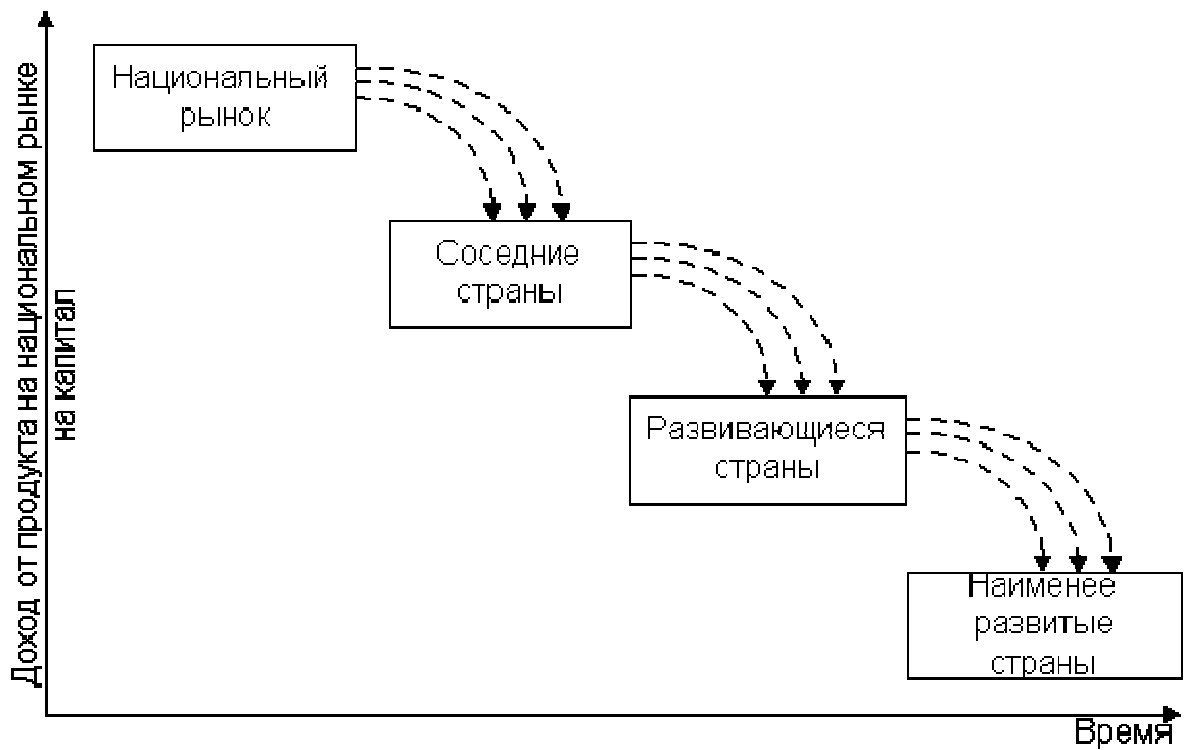 Доход от продукта на национальном рынке
на капитал
Национальный
рынок
Соседние
страны
Развивающиеся
страны
Наименее
развитые
страны
Время